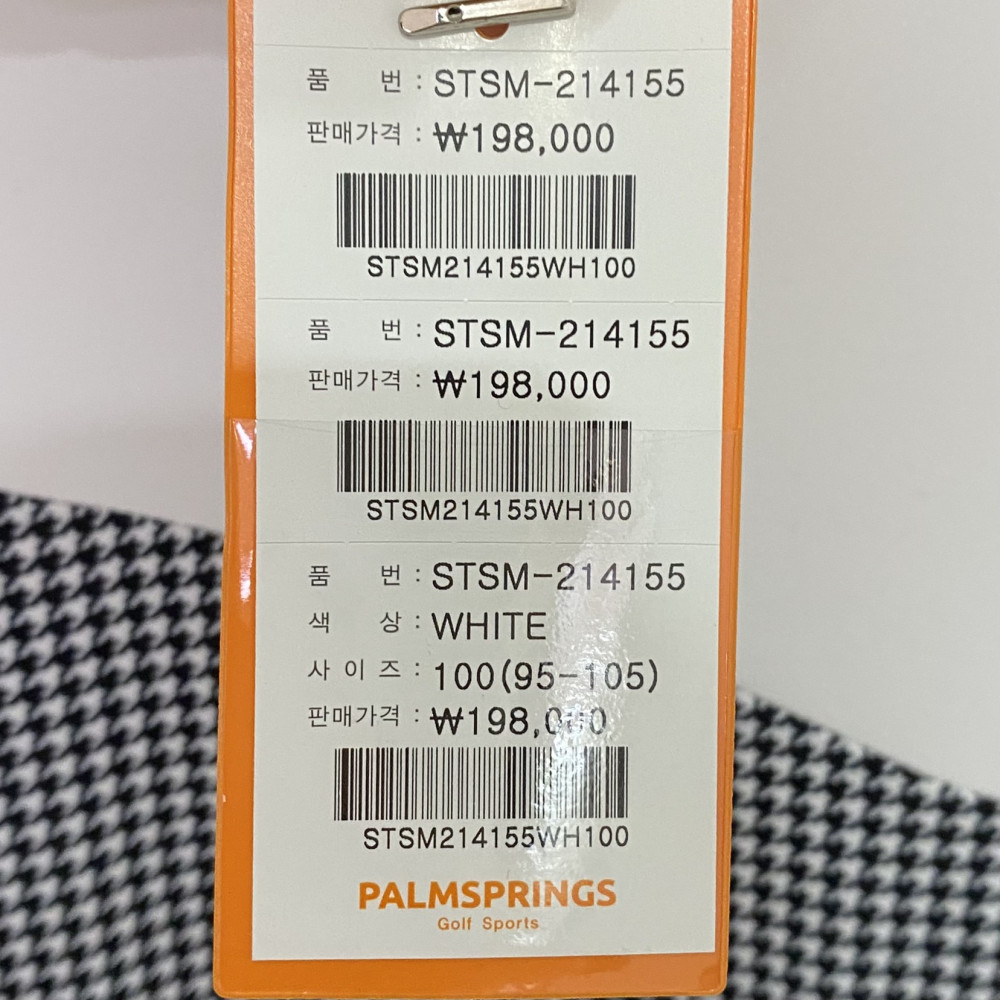 품 번 : STSM-214155
판매가격 : ₩198,000
STSM214155WH100
품 번 : STSM-214155
판매가격 : ₩198,000
STSM214155WH100
품 번 : STSM-214155
색 상 : WHITE
사 이 즈 : 100(95-105)
판매가격 : ₩198,000
STSM214155WH100
PALMSPRINGS
Golf Sports